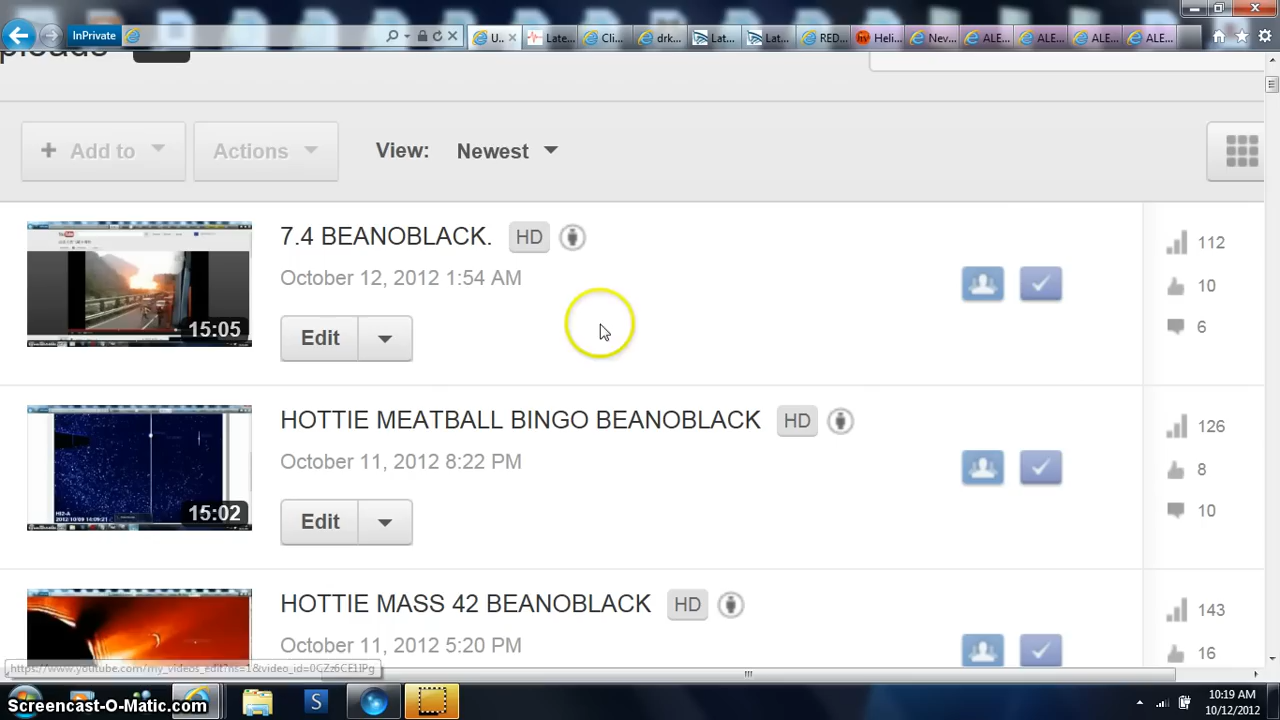 InPrivate
U...
Late...
Cli...
drk...
Lat...
Lat...
RED...
Heli...
Nev...
ALE...
ALE...
ALE...
ALE...
ploads
+ Add to
Actions
View: Newest
7.4 BEANOBLACK. HD
October 12, 2012 1:54 AM
Edit
15:05
112
10
6
HOTTIE MEATBALL BINGO BEANOBLACK HD
October 11, 2012 8:22 PM
Edit
15:02
126
8
10
HOTTIE MASS 42 BEANOBLACK HD
October 11, 2012 5:20 PM
143
16
Screencast-O-Matic.com
S
10:19 AM
10/12/2012